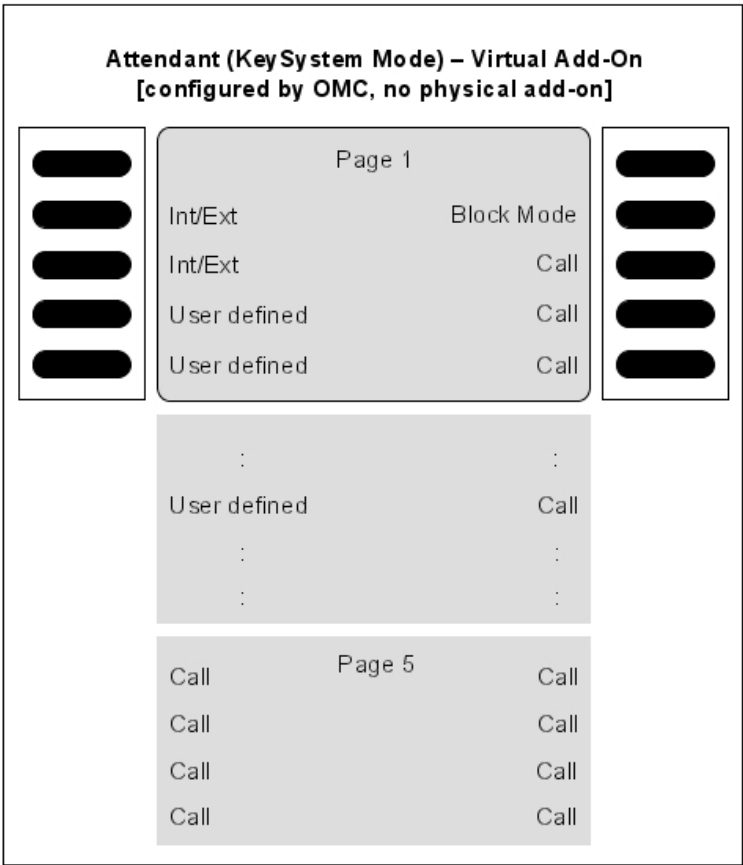 Attendant (KeySystem Mode) – Virtual Add-On
[configured by OMC, no physical add-on]
Page 1
Int/Ext Block Mode
Int/Ext Call
User defined Call
User defined Call
: :
User defined Call
: :
: :
Page 5
Call Call
Call Call
Call Call
Call Call